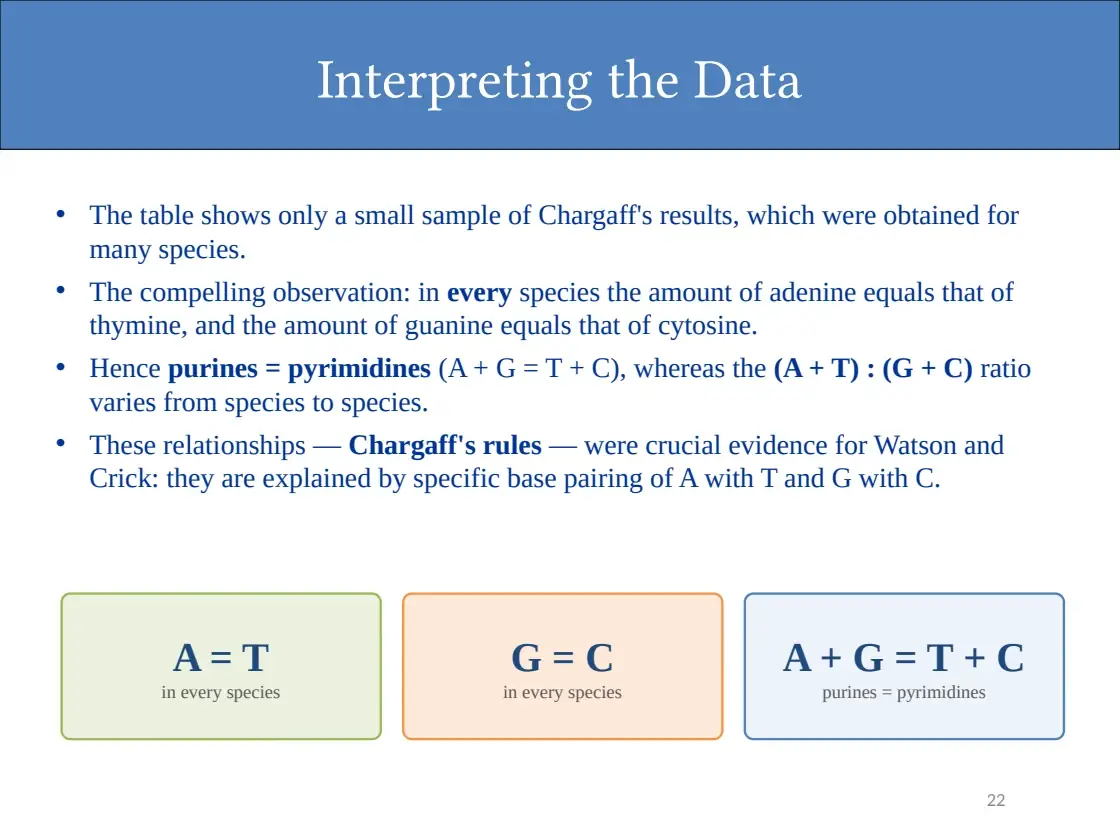 Interpreting the Data
• The table shows only a small sample of Chargaff's results, which were obtained for
many species.
• The compelling observation: in every species the amount of adenine equals that of
thymine, and the amount of guanine equals that of cytosine.
• Hence purines = pyrimidines (A + G = T + C), whereas the (A + T) : (G + C) ratio
varies from species to species.
• These relationships — Chargaff's rules — were crucial evidence for Watson and
Crick: they are explained by specific base pairing of A with T and G with C.
A = T
in every species
G = C
in every species
A + G = T + C
purines = pyrimidines
22